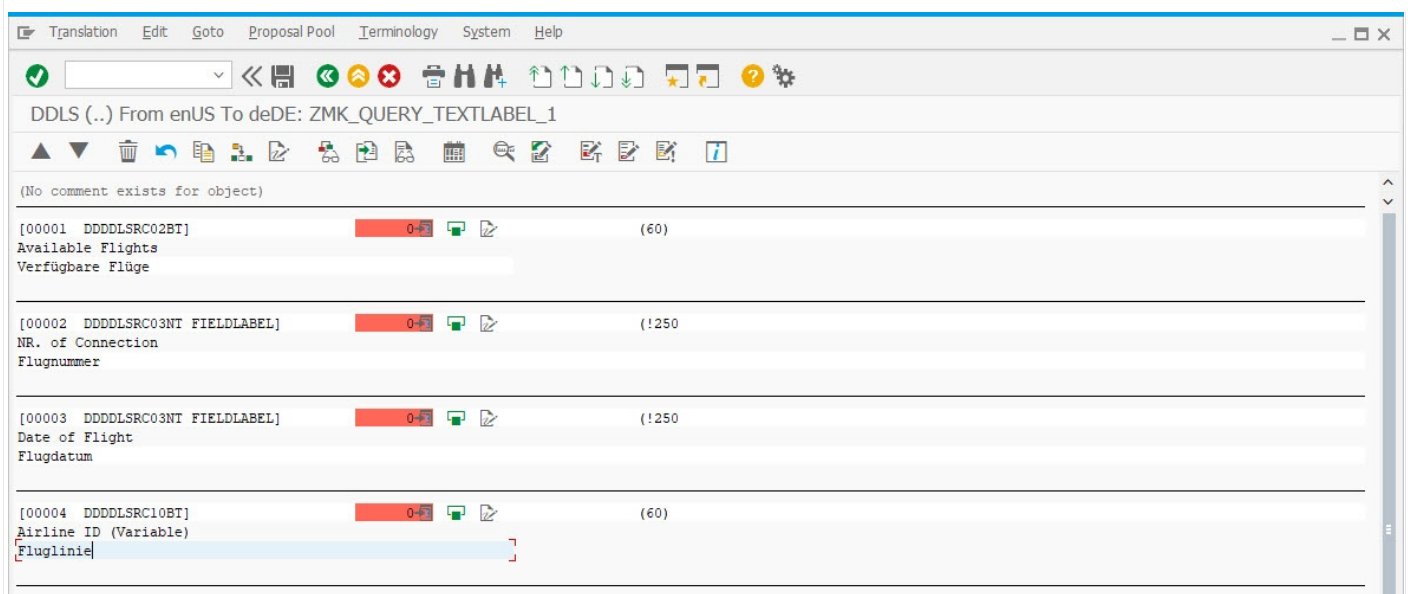 Translation Edit Goto Proposal Pool Terminology System Help
DDLS (..) From enUS To deDE: ZMK_QUERY_TEXTLABEL_1
(No comment exists for object)
[00001 DDDDLSRC02BT] 0 (60)
Available Flights
Verfügbare Flüge
[00002 DDDDLSRC03NT FIELDLABEL] 0 (!250
NR. of Connection
Flugnummer
[00003 DDDDLSRC03NT FIELDLABEL] 0 (!250
Date of Flight
Flugdatum
[00004 DDDDLSRC10BT] 0 (60)
Airline ID (Variable)
Fluglinie